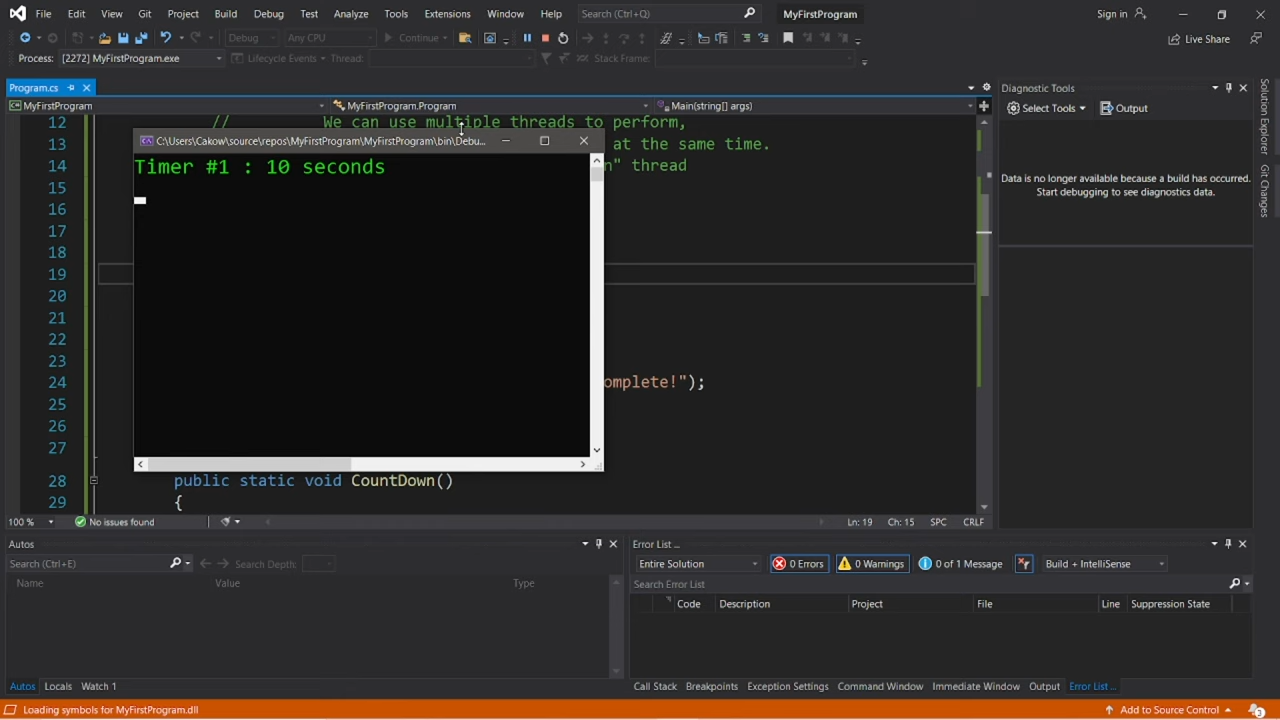 File Edit View Git Project Build Debug Test Analyze Tools Extensions Window Help Search (Ctrl+Q) MyFirstProgram Sign in
Debug Any CPU Continue Live Share
Process: [2272] MyFirstProgram.exe Lifecycle Events Thread: Stack Frame:
Program.cs
MyFirstProgram MyFirstProgram.Program Main(string[] args)
12 // We can use multiple threads to perform,
13 at the same time.
14 n" thread
15
16
17
18
19
20
21
22
23
24 omplete!");
25
26
27
28 public static void CountDown()
29 {
C:\Users\Cakow\source\repos\MyFirstProgram\MyFirstProgram\bin\Debu...
Timer #1 : 10 seconds
100 % No issues found Ln: 19 Ch: 15 SPC CRLF
Diagnostic Tools
Select Tools Output
Data is no longer available because a build has occurred.
Start debugging to see diagnostics data.
Solution Explorer
Git Changes
Autos
Search (Ctrl+E) Search Depth:
Name Value Type
Autos Locals Watch 1
Error List ...
Entire Solution 0 Errors 0 Warnings 0 of 1 Message Build + IntelliSense
Search Error List
Code Description Project File Line Suppression State
Call Stack Breakpoints Exception Settings Command Window Immediate Window Output Error List ...
Loading symbols for MyFirstProgram.dll Add to Source Control 3